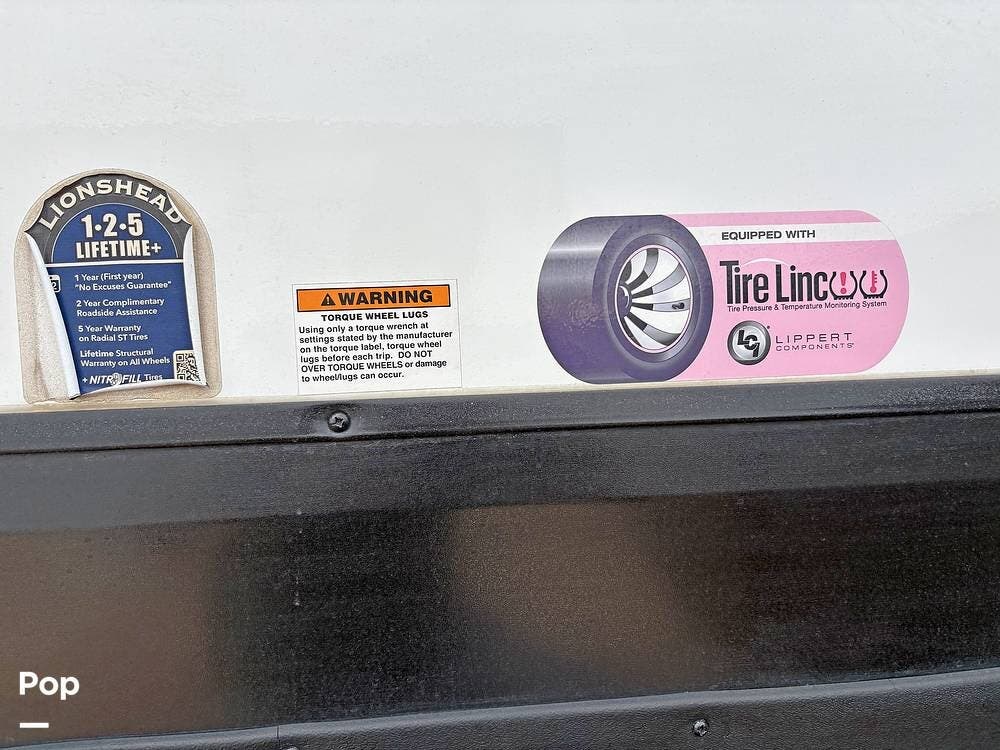 LIONSHEAD
1·2·5
LIFETIME+
1 Year (First year)
"No Excuses Guarantee"
2 Year Complimentary
Roadside Assistance
5 Year Warranty
on Radial ST Tires
Lifetime Structural
Warranty on All Wheels
+ NITROFILL Tires
WARNING
TORQUE WHEEL LUGS
Using only a torque wrench at
settings stated by the manufacturer
on the torque label, torque wheel
lugs before each trip. DO NOT
OVER TORQUE WHEELS or damage
to wheel/lugs can occur.
EQUIPPED WITH
Tire Linc
Tire Pressure & Temperature Monitoring System
LCI
LIPPERT
COMPONENTS
Pop